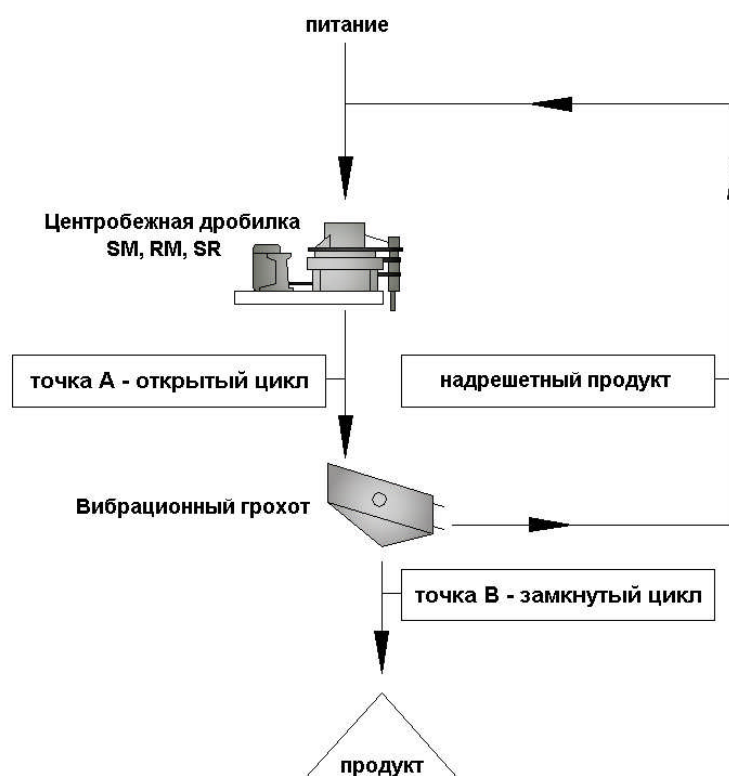 питание
Центробежная дробилка
SM, RM, SR
точка А - открытый цикл
надрешетный продукт
Вибрационный грохот
точка В - замкнутый цикл
продукт